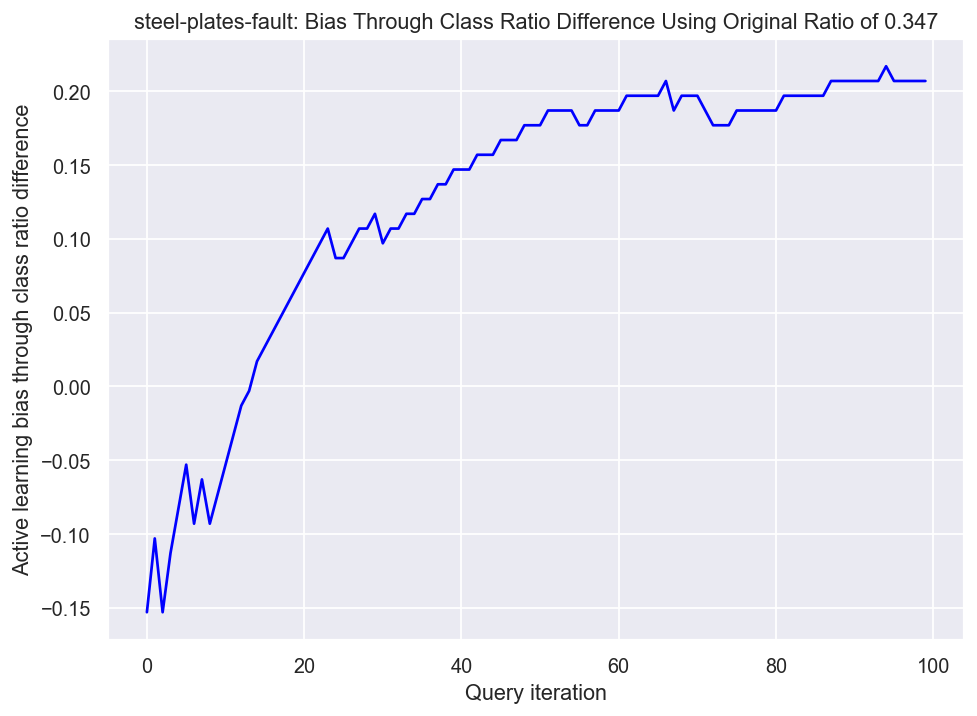 steel-plates-fault: Bias Through Class Ratio Difference Using Original Ratio of 0.347
Active learning bias through class ratio difference
0.20
0.15
0.10
0.05
0.00
−0.05
−0.10
−0.15
0 20 40 60 80 100
Query iteration